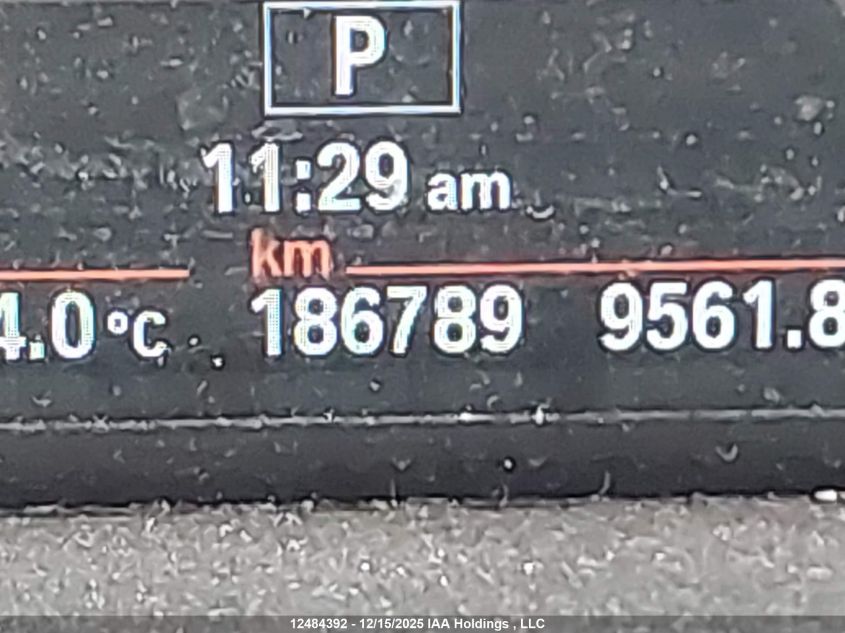 P
11:29 am
km
4.0 °C 186789 9561.8
12484392 - 12/15/2025 IAA Holdings , LLC